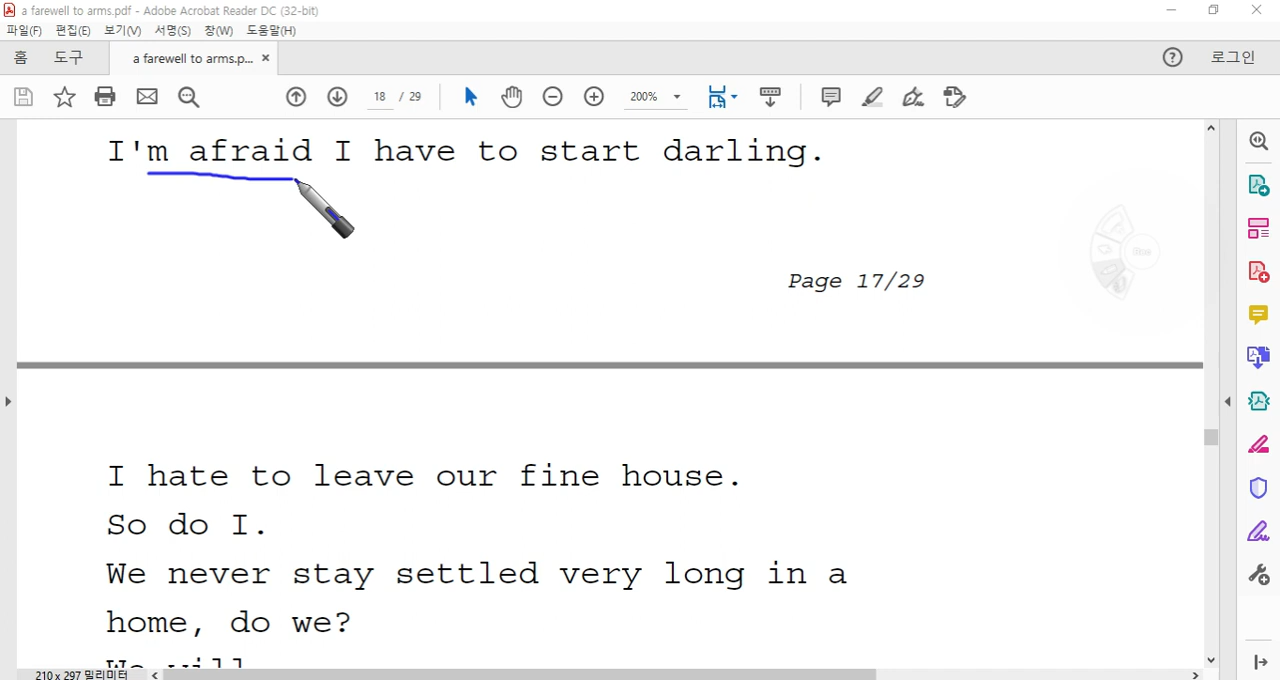 a farewell to arms.pdf - Adobe Acrobat Reader DC (32-bit)
파일(F) 편집(E) 보기(V) 서명(S) 창(W) 도움말(H)
홈 도구 a farewell to arms.p... × ? 로그인
18 / 29 200%
I'm afraid I have to start darling.
Page 17/29
I hate to leave our fine house.
So do I.
We never stay settled very long in a
home, do we?
We will
210 x 297 밀리미터